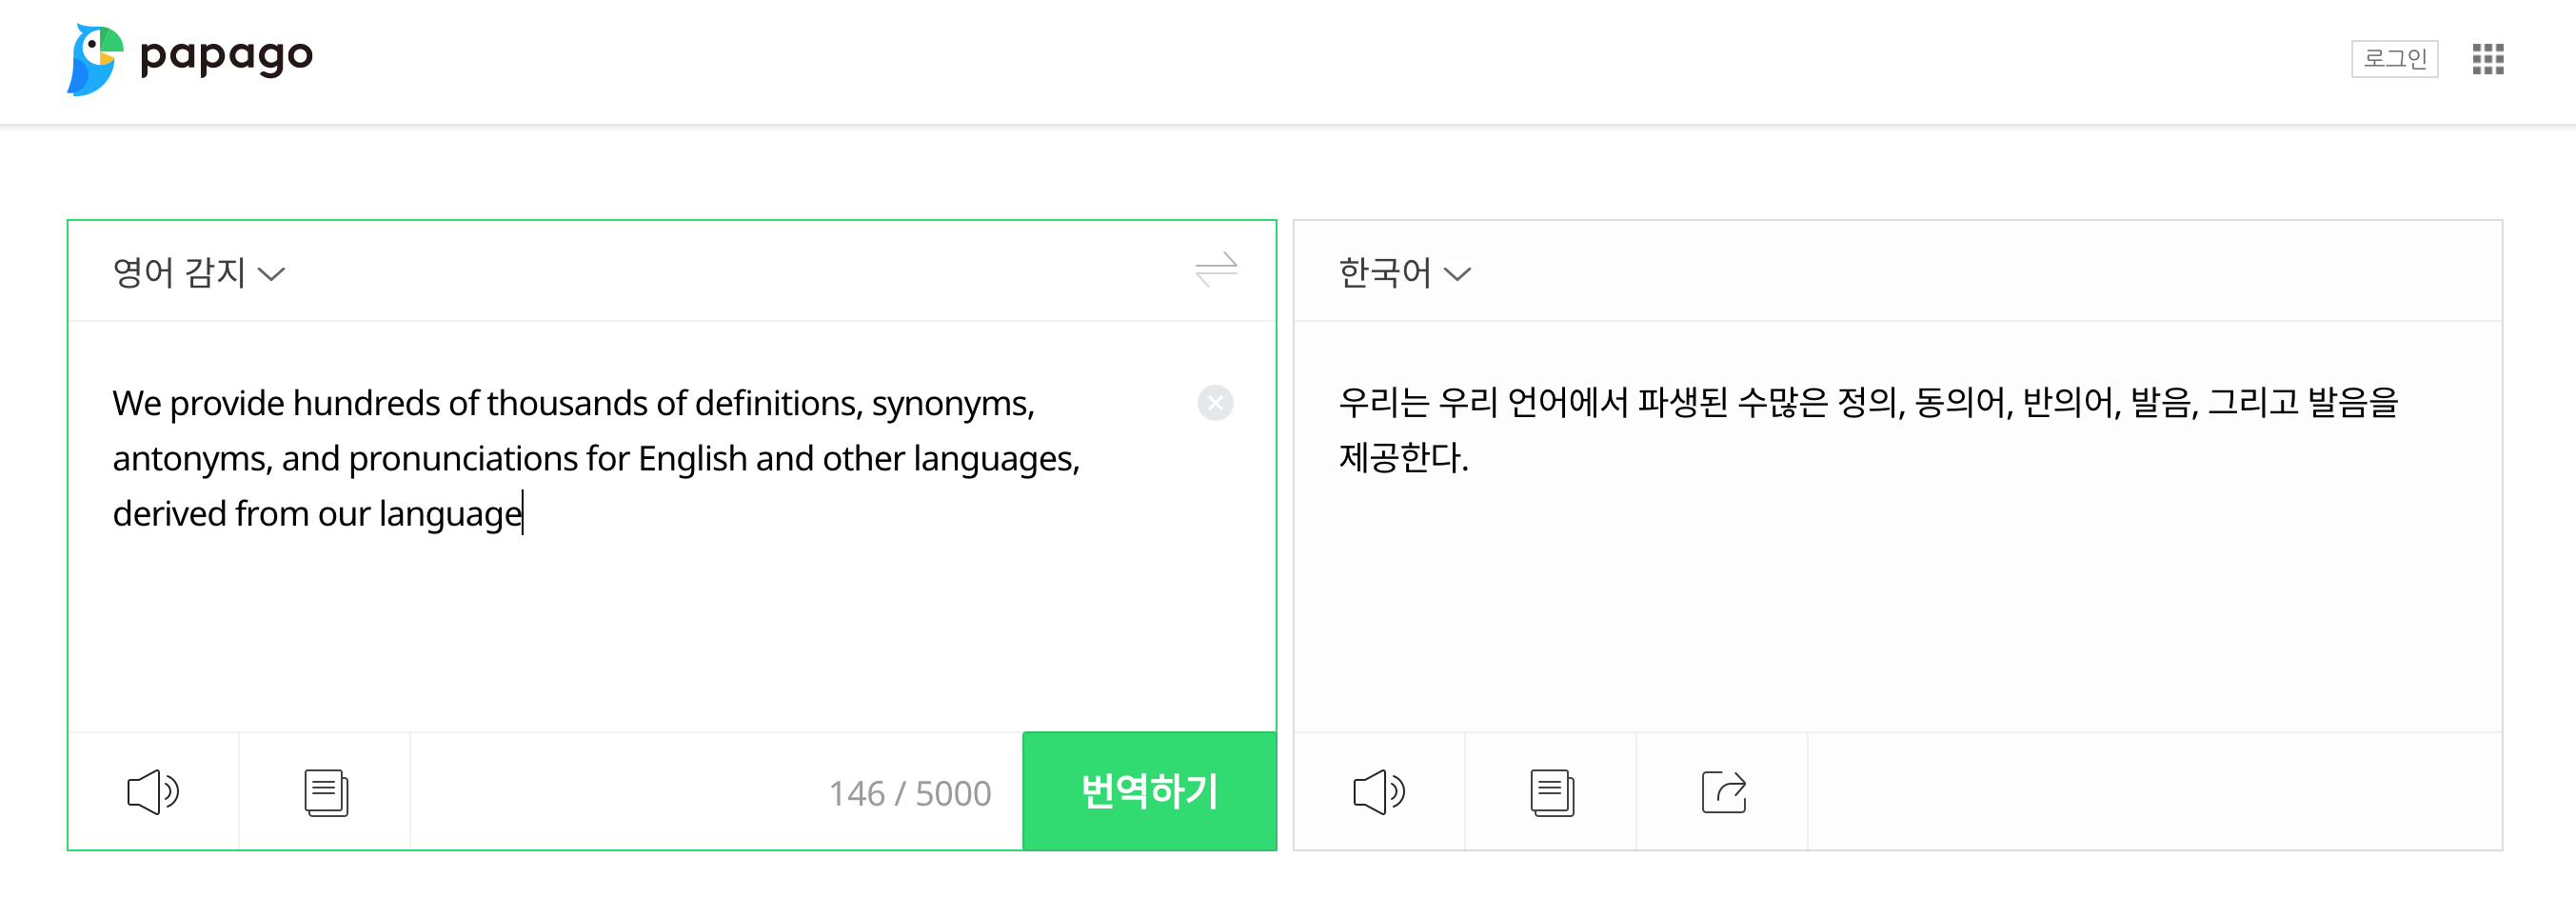 papago
로그인
영어 감지
한국어
We provide hundreds of thousands of definitions, synonyms,
antonyms, and pronunciations for English and other languages,
derived from our language
우리는 우리 언어에서 파생된 수많은 정의, 동의어, 반의어, 발음, 그리고 발음을
제공한다.
146 / 5000
번역하기